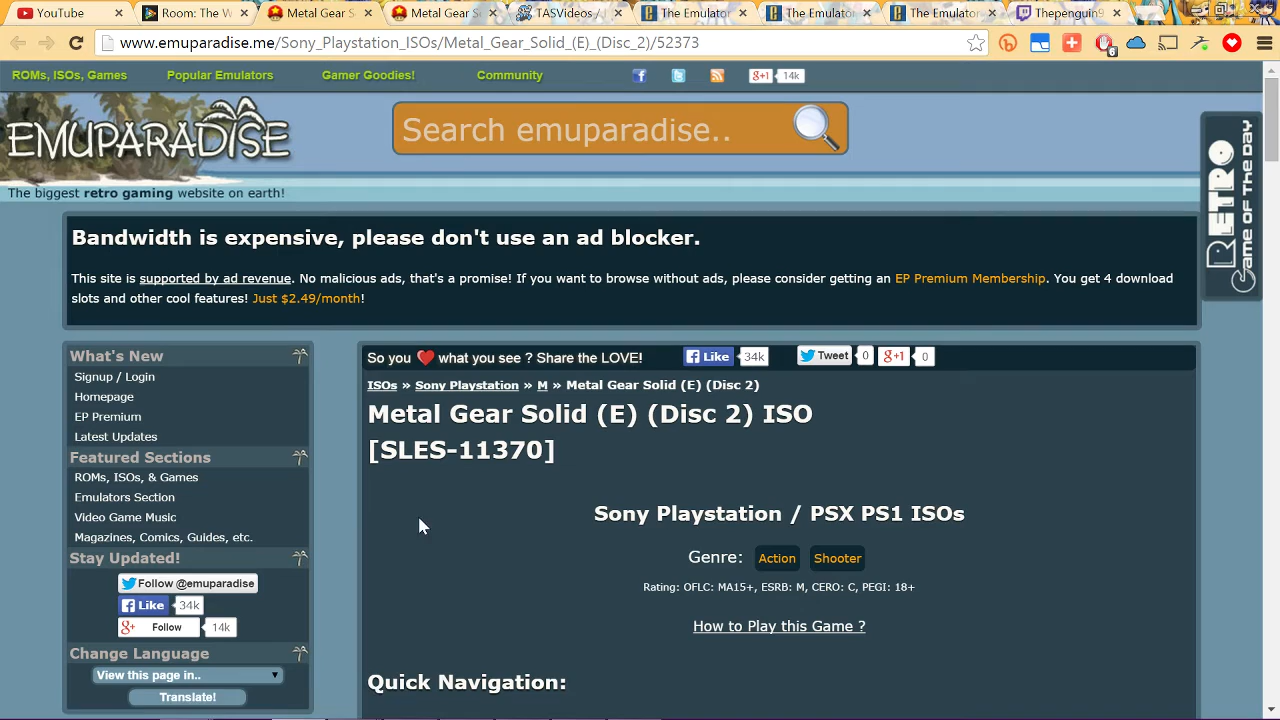 YouTube
Room: The W
Metal Gear S
Metal Gear S
TASVideos /
The Emulator
The Emulator
The Emulator
Thepenguin9
www.emuparadise.me/Sony_Playstation_ISOs/Metal_Gear_Solid_(E)_(Disc_2)/52373
6
ROMs, ISOs, Games
Popular Emulators
Gamer Goodies!
Community
g+1 14k
EMUPARADISE
Search emuparadise..
The biggest retro gaming website on earth!
RETRO
Game OF THE DAY
Bandwidth is expensive, please don't use an ad blocker.
This site is supported by ad revenue. No malicious ads, that's a promise! If you want to browse without ads, please consider getting an EP Premium Membership. You get 4 download
slots and other cool features! Just $2.49/month!
What's New
Signup / Login
Homepage
EP Premium
Latest Updates
Featured Sections
ROMs, ISOs, & Games
Emulators Section
Video Game Music
Magazines, Comics, Guides, etc.
Stay Updated!
Follow @emuparadise
Like 34k
g+ Follow 14k
Change Language
View this page in..
Translate!
So you ❤ what you see ? Share the LOVE!
Like 34k
Tweet 0
g+1 0
ISOs » Sony Playstation » M » Metal Gear Solid (E) (Disc 2)
Metal Gear Solid (E) (Disc 2) ISO
[SLES-11370]
Sony Playstation / PSX PS1 ISOs
Genre: Action Shooter
Rating: OFLC: MA15+, ESRB: M, CERO: C, PEGI: 18+
How to Play this Game ?
Quick Navigation: